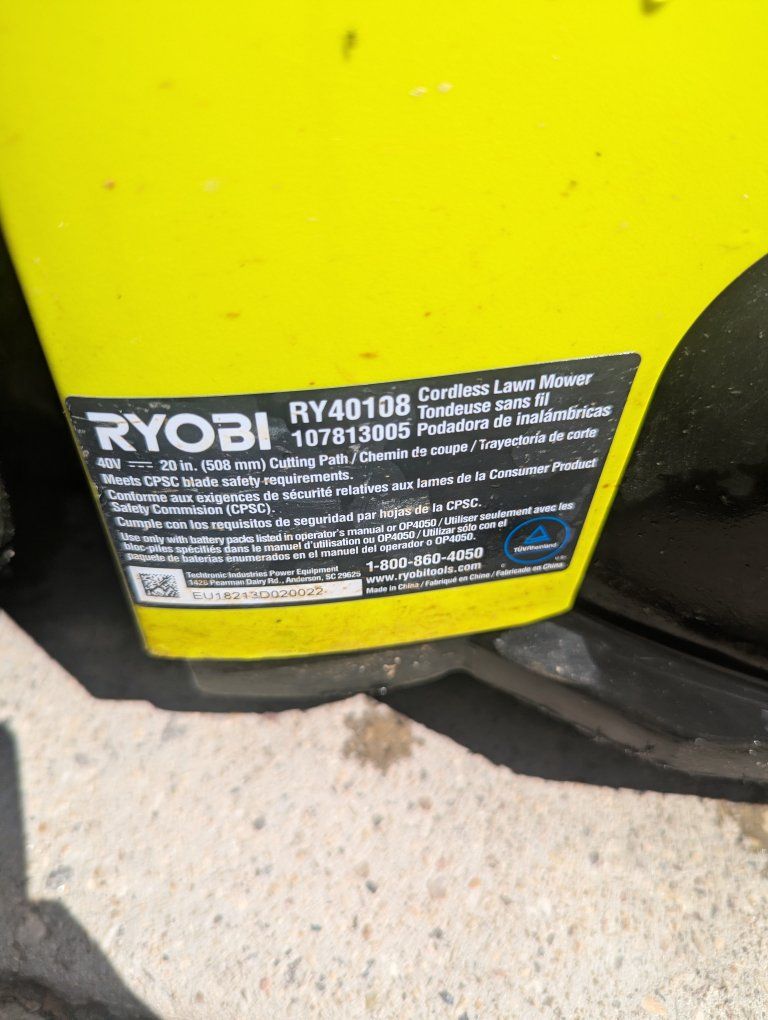 RYOBI
RY40108
107813005
Cordless Lawn Mower
Tondeuse sans fil
Podadora de inalámbricas
40V ⎓ 20 in. (508 mm) Cutting Path / Chemin de coupe / Trayectoria de corte
Meets CPSC blade safety requirements.
Conforme aux exigences de sécurité relatives aux lames de la Consumer Product
Safety Commision (CPSC).
Cumple con los requisitos de seguridad par hojas de la CPSC.
Use only with battery packs listed in operator's manual or OP4050 / Utiliser seulement avec les
bloc-piles spécifiés dans le manuel d'utilisation ou OP4050 / Utilizar sólo con el
paquete de baterías enumerados en el manuel del operador o OP4050.
Techtronic Industries Power Equipment
1428 Pearman Dairy Rd., Anderson, SC 29625
EU18213D020022
1-800-860-4050
www.ryobitools.com
Made in China / Fabriqué en Chine / Fabricado en China
TÜVRheinland
C US